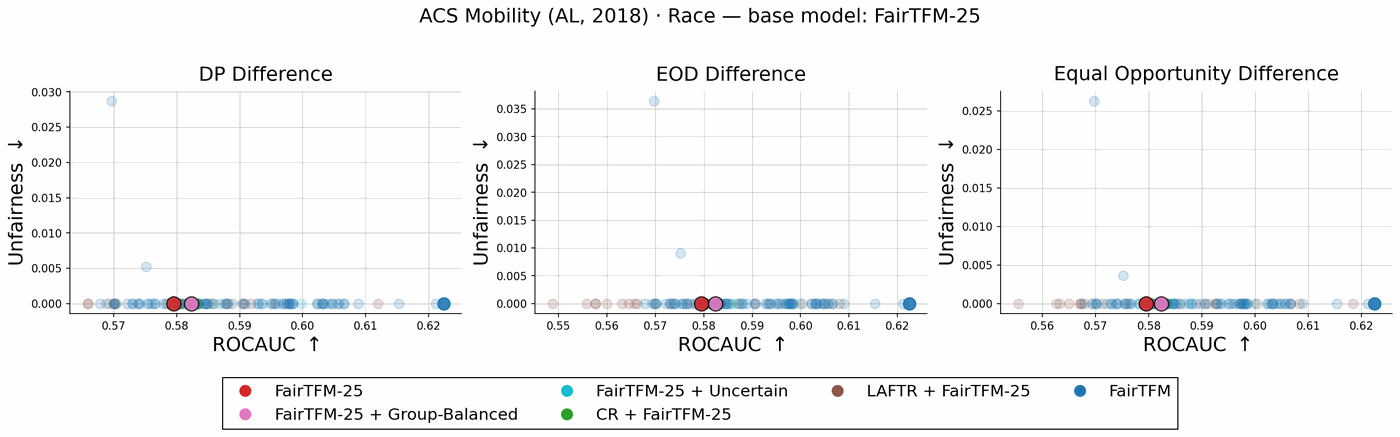 ACS Mobility (AL, 2018) · Race — base model: FairTFM-25
DP Difference
EOD Difference
Equal Opportunity Difference
Unfairness ↓
0.030
0.025
0.020
0.015
0.010
0.005
0.000
0.57 0.58 0.59 0.60 0.61 0.62
ROCAUC ↑
Unfairness ↓
0.035
0.030
0.025
0.020
0.015
0.010
0.005
0.000
0.55 0.56 0.57 0.58 0.59 0.60 0.61 0.62
ROCAUC ↑
Unfairness ↓
0.025
0.020
0.015
0.010
0.005
0.000
0.56 0.57 0.58 0.59 0.60 0.61 0.62
ROCAUC ↑
FairTFM-25 FairTFM-25 + Uncertain LAFTR + FairTFM-25 FairTFM
FairTFM-25 + Group-Balanced CR + FairTFM-25